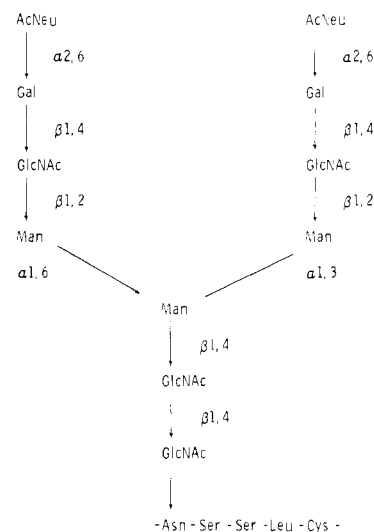 AcNeu AcNeu
α2,6 α2,6
Gal Gal
β1,4 β1,4
GlcNAc GlcNAc
β1,2 β1,2
Man Man
α1,6 α1,3
Man
β1,4
GlcNAc
β1,4
GlcNAc
-Asn-Ser-Ser-Leu-Cys-